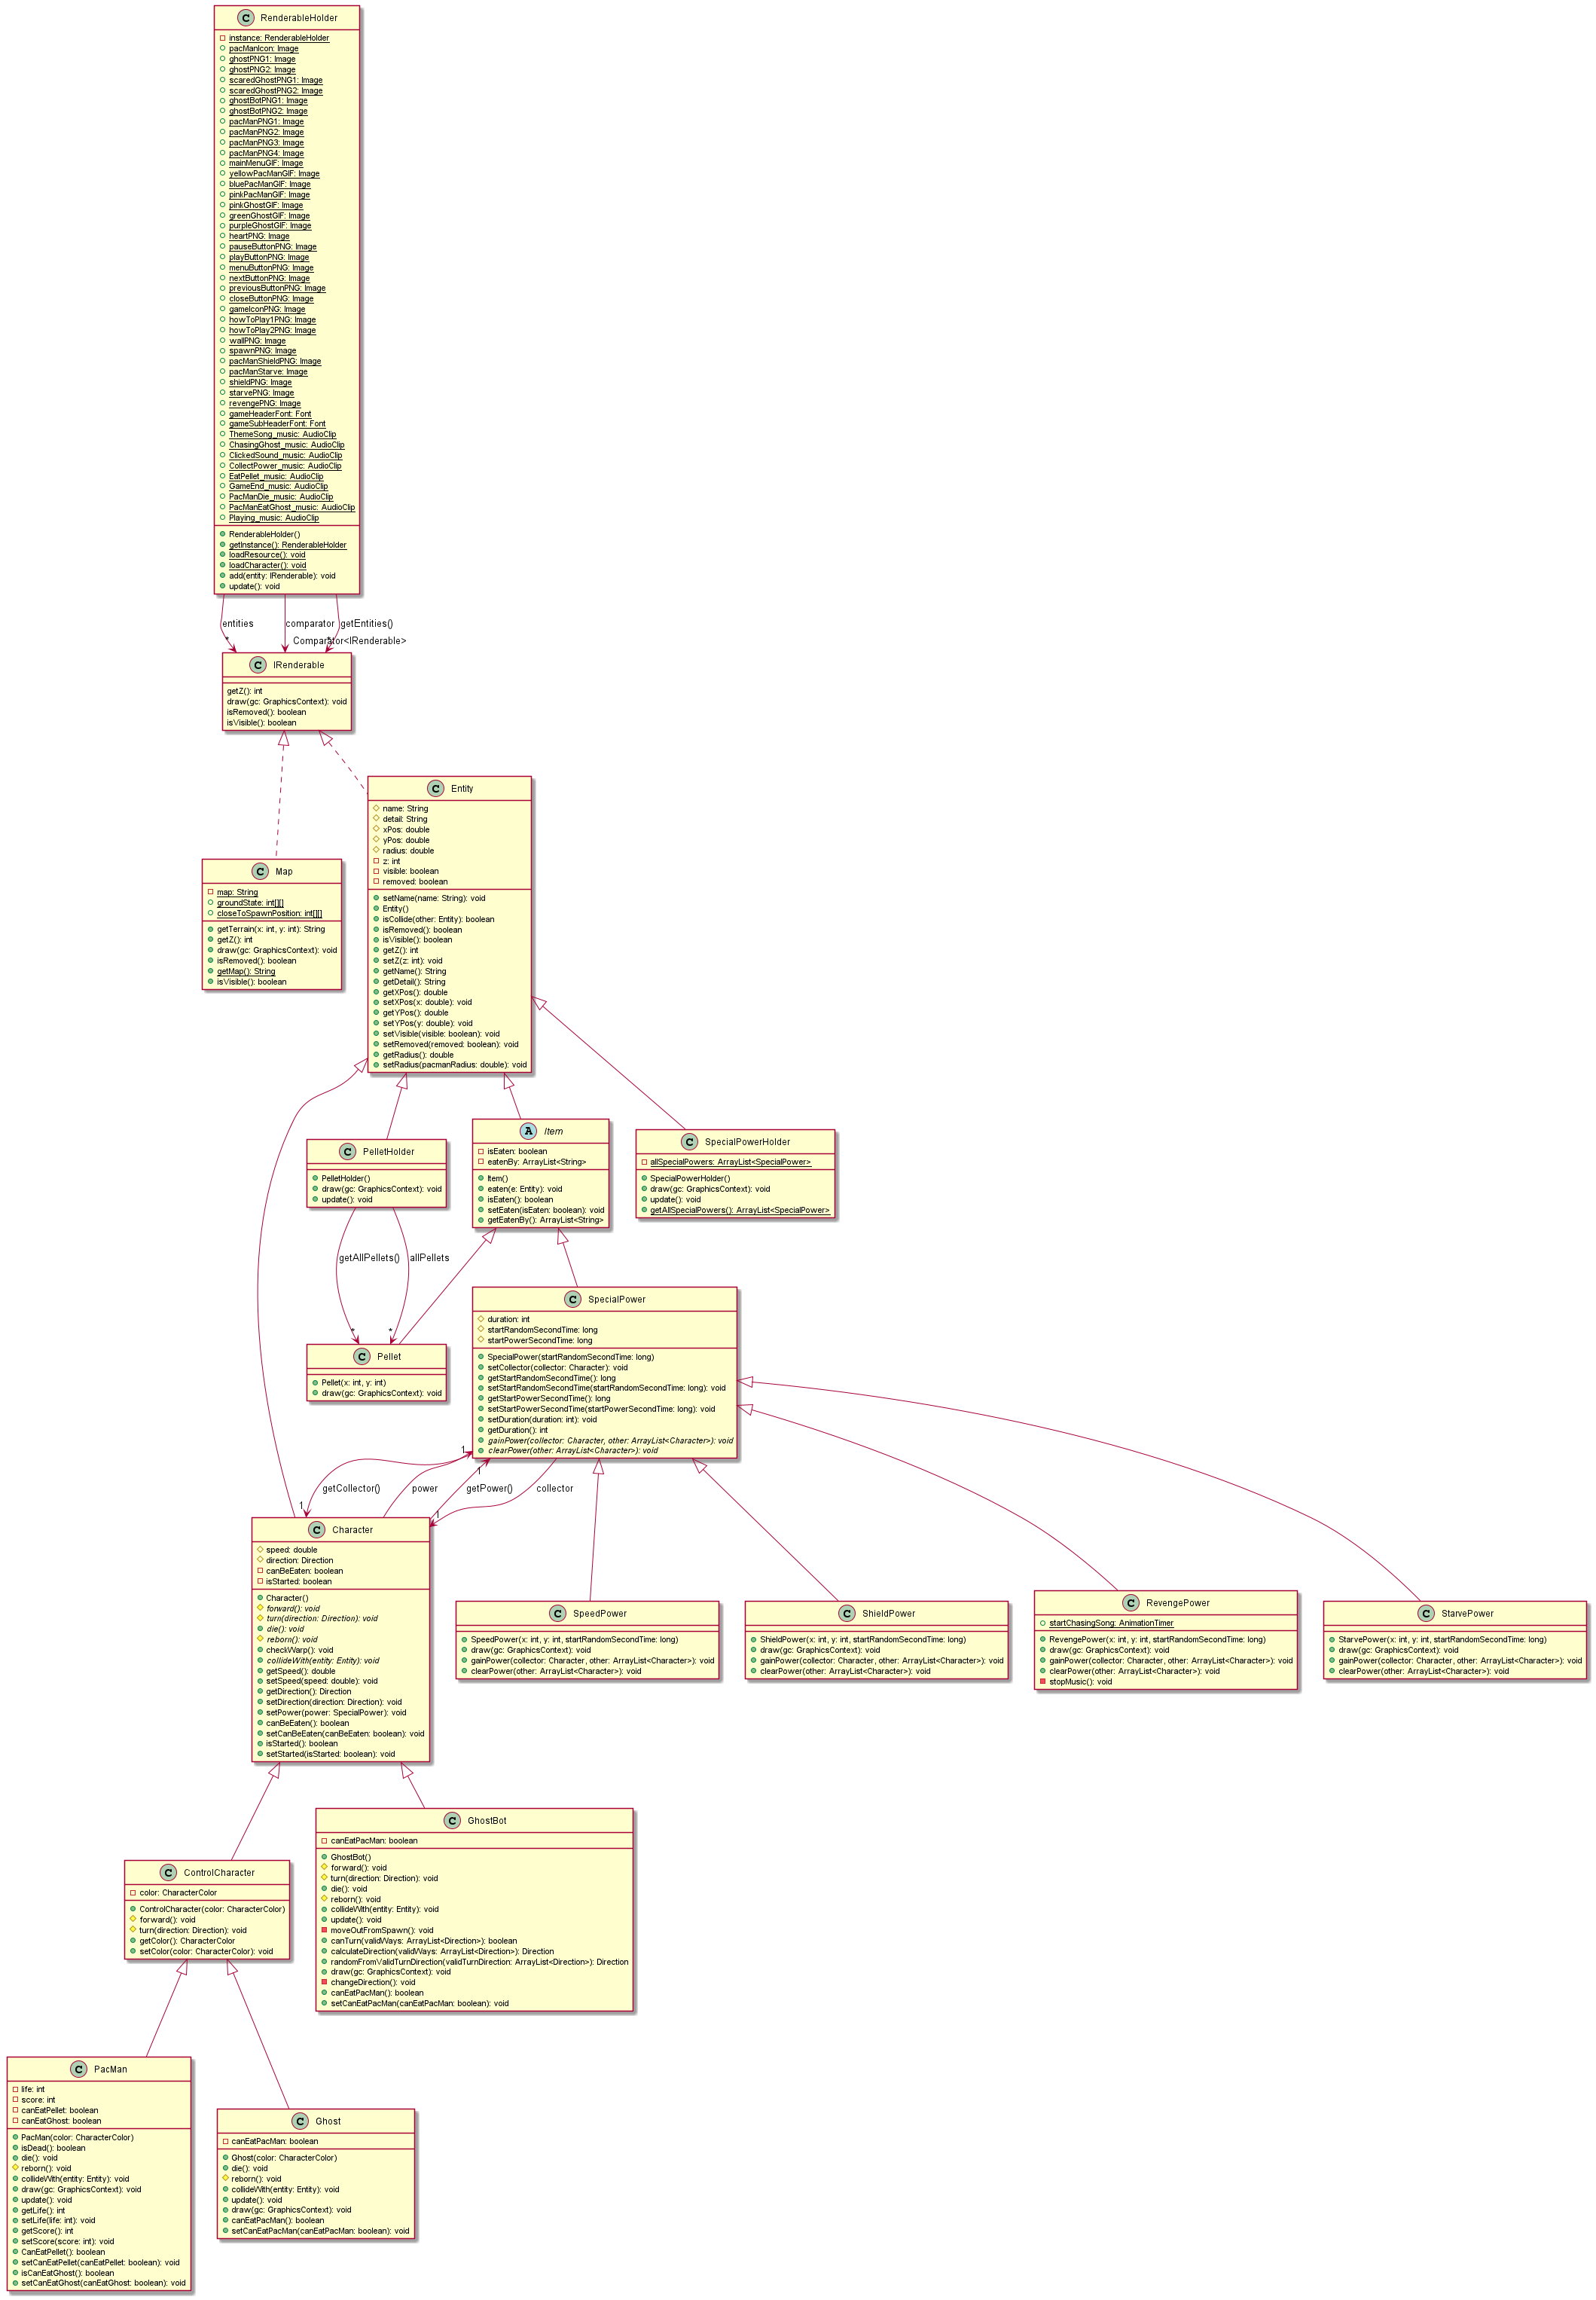 RenderableHolder
instance: RenderableHolder
pacManIcon: Image
ghostPNG1: Image
ghostPNG2: Image
scaredGhostPNG1: Image
scaredGhostPNG2: Image
ghostBotPNG1: Image
ghostBotPNG2: Image
pacManPNG1: Image
pacManPNG2: Image
pacManPNG3: Image
pacManPNG4: Image
mainMenuGIF: Image
yellowPacManGIF: Image
bluePacManGIF: Image
pinkPacManGIF: Image
pinkGhostGIF: Image
greenGhostGIF: Image
purpleGhostGIF: Image
heartPNG: Image
pauseButtonPNG: Image
playButtonPNG: Image
menuButtonPNG: Image
nextButtonPNG: Image
previousButtonPNG: Image
closeButtonPNG: Image
gameIconPNG: Image
howToPlay1PNG: Image
howToPlay2PNG: Image
wallPNG: Image
spawnPNG: Image
pacManShieldPNG: Image
pacManStarve: Image
shieldPNG: Image
starvePNG: Image
revengePNG: Image
gameHeaderFont: Font
gameSubHeaderFont: Font
ThemeSong_music: AudioClip
ChasingGhost_music: AudioClip
ClickedSound_music: AudioClip
CollectPower_music: AudioClip
EatPellet_music: AudioClip
GameEnd_music: AudioClip
PacManDie_music: AudioClip
PacManEatGhost_music: AudioClip
Playing_music: AudioClip
RenderableHolder()
getInstance(): RenderableHolder
loadResource(): void
loadCharacter(): void
add(entity: IRenderable): void
update(): void
entities
comparator
getEntities()
*
Comparator<IRenderable>
*
C IRenderable
getZ(): int
draw(gc: GraphicsContext): void
isRemoved(): boolean
isVisible(): boolean
C Entity
name: String
detail: String
xPos: double
yPos: double
radius: double
z: int
visible: boolean
removed: boolean
setName(name: String): void
Entity()
isCollide(other: Entity): boolean
isRemoved(): boolean
isVisible(): boolean
getZ(): int
setZ(z: int): void
getName(): String
getDetail(): String
getXPos(): double
setXPos(x: double): void
getYPos(): double
setYPos(y: double): void
setVisible(visible: boolean): void
setRemoved(removed: boolean): void
getRadius(): double
setRadius(pacmanRadius: double): void
C Map
map: String
groundState: int[][]
closeToSpawnPosition: int[][]
getTerrain(x: int, y: int): String
getZ(): int
draw(gc: GraphicsContext): void
isRemoved(): boolean
getMap(): String
isVisible(): boolean
C PelletHolder
PelletHolder()
draw(gc: GraphicsContext): void
update(): void
A Item
isEaten: boolean
eatenBy: ArrayList<String>
Item()
eaten(e: Entity): void
isEaten(): boolean
setEaten(isEaten: boolean): void
getEatenBy(): ArrayList<String>
C SpecialPowerHolder
allSpecialPowers: ArrayList<SpecialPower>
SpecialPowerHolder()
draw(gc: GraphicsContext): void
update(): void
getAllSpecialPowers(): ArrayList<SpecialPower>
getAllPellets()
allPellets
*
*
C Pellet
Pellet(x: int, y: int)
draw(gc: GraphicsContext): void
C SpecialPower
duration: int
startRandomSecondTime: long
startPowerSecondTime: long
SpecialPower(startRandomSecondTime: long)
setCollector(collector: Character): void
getStartRandomSecondTime(): long
setStartRandomSecondTime(startRandomSecondTime: long): void
getStartPowerSecondTime(): long
setStartPowerSecondTime(startPowerSecondTime: long): void
setDuration(duration: int): void
getDuration(): int
gainPower(collector: Character, other: ArrayList<Character>): void
clearPower(other: ArrayList<Character>): void
1
1
getCollector()
power
getPower()
collector
1
1
C Character
speed: double
direction: Direction
canBeEaten: boolean
isStarted: boolean
Character()
forward(): void
turn(direction: Direction): void
die(): void
reborn(): void
checkWarp(): void
collideWith(entity: Entity): void
getSpeed(): double
setSpeed(speed: double): void
getDirection(): Direction
setDirection(direction: Direction): void
setPower(power: SpecialPower): void
canBeEaten(): boolean
setCanBeEaten(canBeEaten: boolean): void
isStarted(): boolean
setStarted(isStarted: boolean): void
C SpeedPower
SpeedPower(x: int, y: int, startRandomSecondTime: long)
draw(gc: GraphicsContext): void
gainPower(collector: Character, other: ArrayList<Character>): void
clearPower(other: ArrayList<Character>): void
C ShieldPower
ShieldPower(x: int, y: int, startRandomSecondTime: long)
draw(gc: GraphicsContext): void
gainPower(collector: Character, other: ArrayList<Character>): void
clearPower(other: ArrayList<Character>): void
C RevengePower
startChasingSong: AnimationTimer
RevengePower(x: int, y: int, startRandomSecondTime: long)
draw(gc: GraphicsContext): void
gainPower(collector: Character, other: ArrayList<Character>): void
clearPower(other: ArrayList<Character>): void
stopMusic(): void
C StarvePower
StarvePower(x: int, y: int, startRandomSecondTime: long)
draw(gc: GraphicsContext): void
gainPower(collector: Character, other: ArrayList<Character>): void
clearPower(other: ArrayList<Character>): void
C ControlCharacter
color: CharacterColor
ControlCharacter(color: CharacterColor)
forward(): void
turn(direction: Direction): void
getColor(): CharacterColor
setColor(color: CharacterColor): void
C GhostBot
canEatPacMan: boolean
GhostBot()
forward(): void
turn(direction: Direction): void
die(): void
reborn(): void
collideWith(entity: Entity): void
update(): void
moveOutFromSpawn(): void
canTurn(validWays: ArrayList<Direction>): boolean
calculateDirection(validWays: ArrayList<Direction>): Direction
randomFromValidTurnDirection(validTurnDirection: ArrayList<Direction>): Direction
draw(gc: GraphicsContext): void
changeDirection(): void
canEatPacMan(): boolean
setCanEatPacMan(canEatPacMan: boolean): void
C PacMan
life: int
score: int
canEatPellet: boolean
canEatGhost: boolean
PacMan(color: CharacterColor)
isDead(): boolean
die(): void
reborn(): void
collideWith(entity: Entity): void
draw(gc: GraphicsContext): void
update(): void
getLife(): int
setLife(life: int): void
getScore(): int
setScore(score: int): void
CanEatPellet(): boolean
setCanEatPellet(canEatPellet: boolean): void
isCanEatGhost(): boolean
setCanEatGhost(canEatGhost: boolean): void
C Ghost
canEatPacMan: boolean
Ghost(color: CharacterColor)
die(): void
reborn(): void
collideWith(entity: Entity): void
update(): void
draw(gc: GraphicsContext): void
canEatPacMan(): boolean
setCanEatPacMan(canEatPacMan: boolean): void